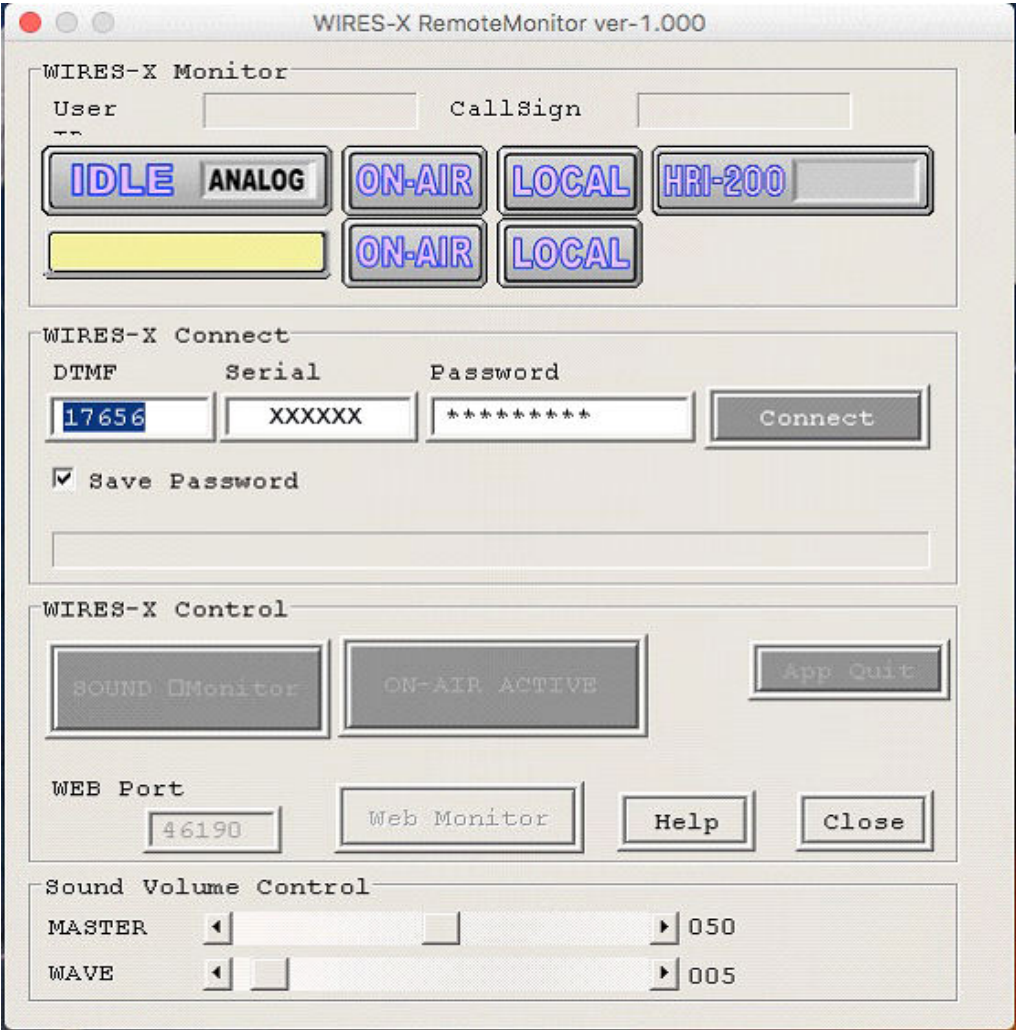 WIRES-X RemoteMonitor ver-1.000
WIRES-X Monitor
User CallSign
IDLE ANALOG ON-AIR LOCAL HRI-200
ON-AIR LOCAL
WIRES-X Connect
DTMF Serial Password
17656 XXXXXX ********* Connect
Save Password
WIRES-X Control
SOUND □Monitor ON-AIR ACTIVE App Quit
WEB Port
46190 Web Monitor Help Close
Sound Volume Control
MASTER 050
WAVE 005